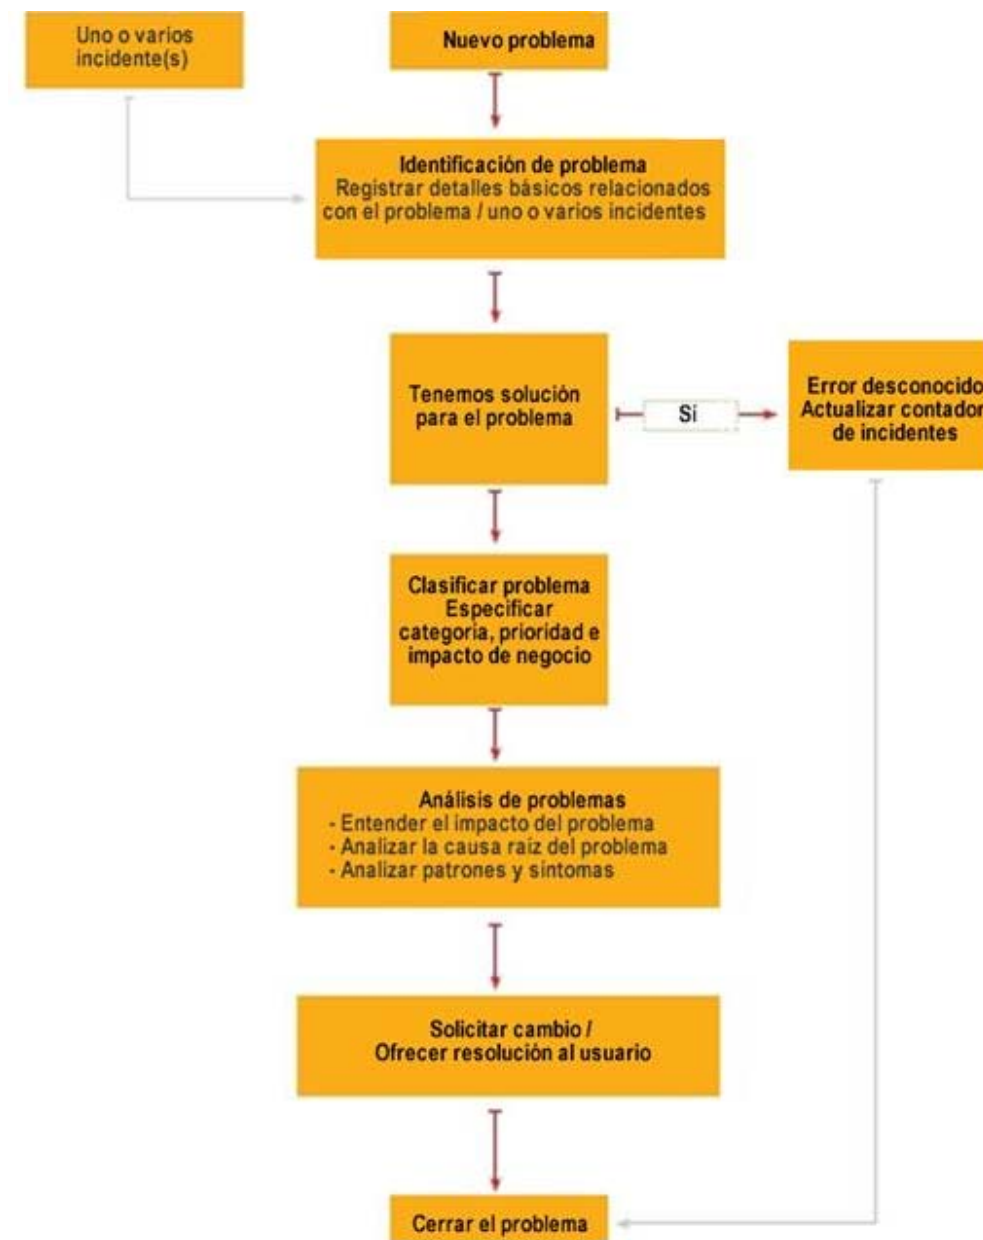 Uno o varios
incidente(s)
Nuevo problema
Identificación de problema
Registrar detalles básicos relacionados
con el problema / uno o varios incidentes
Tenemos solución
para el problema
Sí
Error desconocido
Actualizar contador
de incidentes
Clasificar problema
Especificar
categoría, prioridad e
impacto de negocio
Análisis de problemas
- Entender el impacto del problema
- Analizar la causa raíz del problema
- Analizar patrones y síntomas
Solicitar cambio /
Ofrecer resolución al usuario
Cerrar el problema